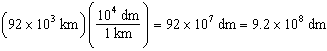 (92 x 10³ km)(10⁴ dm / 1 km) = 92 x 10⁷ dm = 9.2 x 10⁸ dm